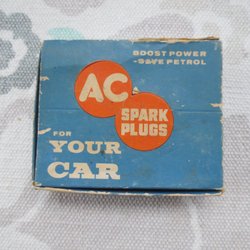 BOOST POWER
-SAVE PETROL
AC
SPARK
PLUGS
FOR
YOUR
CAR